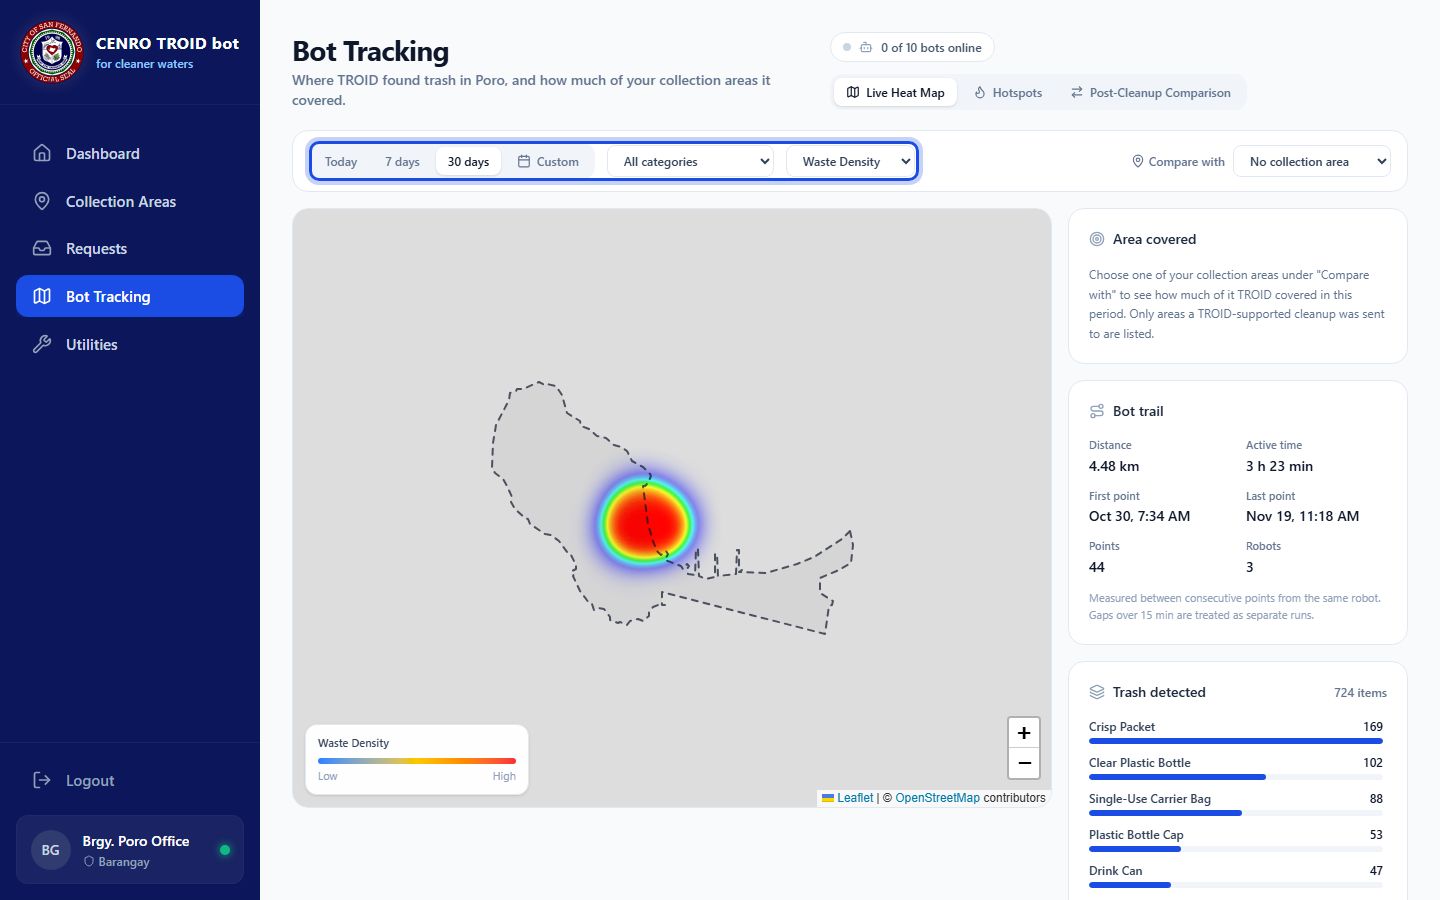 CITY OF SAN FERNANDO
OFFICIAL SEAL
CENRO TROID bot
for cleaner waters
Dashboard
Collection Areas
Requests
Bot Tracking
Utilities
Logout
BG
Brgy. Poro Office
Barangay
Bot Tracking
Where TROID found trash in Poro, and how much of your collection areas it
covered.
0 of 10 bots online
Live Heat Map
Hotspots
Post-Cleanup Comparison
Today
7 days
30 days
Custom
All categories
Waste Density
Compare with
No collection area
Waste Density
Low
High
+
−
Leaflet | © OpenStreetMap contributors
Area covered
Choose one of your collection areas under "Compare
with" to see how much of it TROID covered in this
period. Only areas a TROID-supported cleanup was sent
to are listed.
Bot trail
Distance
4.48 km
Active time
3 h 23 min
First point
Oct 30, 7:34 AM
Last point
Nov 19, 11:18 AM
Points
44
Robots
3
Measured between consecutive points from the same robot.
Gaps over 15 min are treated as separate runs.
Trash detected
724 items
Crisp Packet
169
Clear Plastic Bottle
102
Single-Use Carrier Bag
88
Plastic Bottle Cap
53
Drink Can
47